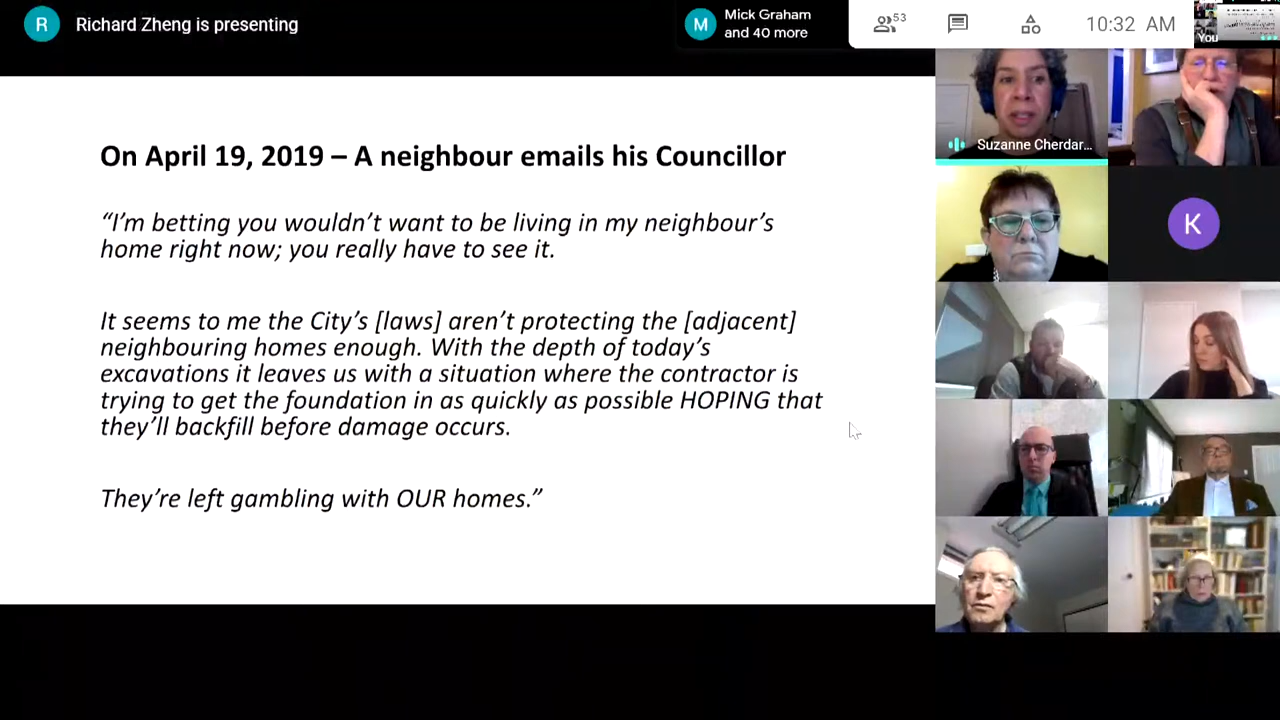 R
Richard Zheng is presenting
M
Mick Graham
and 40 more
53
10:32 AM
You
On April 19, 2019 – A neighbour emails his Councillor
“I’m betting you wouldn’t want to be living in my neighbour’s
home right now; you really have to see it.
It seems to me the City’s [laws] aren’t protecting the [adjacent]
neighbouring homes enough. With the depth of today’s
excavations it leaves us with a situation where the contractor is
trying to get the foundation in as quickly as possible HOPING that
they’ll backfill before damage occurs.
They’re left gambling with OUR homes.”
Suzanne Cherdar...
K